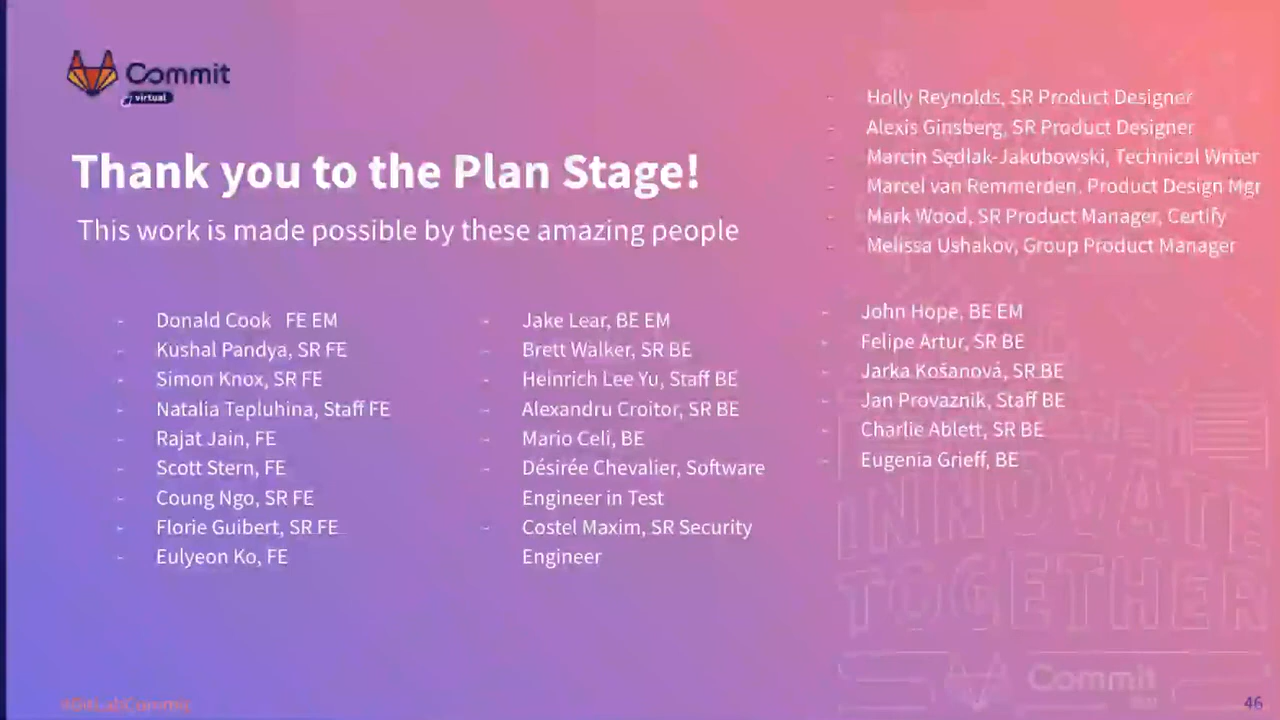 Commit
virtual
Thank you to the Plan Stage!
This work is made possible by these amazing people
- Donald Cook FE EM
- Kushal Pandya, SR FE
- Simon Knox, SR FE
- Natalia Tepluhina, Staff FE
- Rajat Jain, FE
- Scott Stern, FE
- Coung Ngo, SR FE
- Florie Guibert, SR FE
- Eulyeon Ko, FE
- Jake Lear, BE EM
- Brett Walker, SR BE
- Heinrich Lee Yu, Staff BE
- Alexandru Croitor, SR BE
- Mario Celi, BE
- Désirée Chevalier, Software
Engineer in Test
- Costel Maxim, SR Security
Engineer
- Holly Reynolds, SR Product Designer
- Alexis Ginsberg, SR Product Designer
- Marcin Sędlak-Jakubowski, Technical Writer
- Marcel van Remmerden, Product Design Mgr
- Mark Wood, SR Product Manager, Certify
- Melissa Ushakov, Group Product Manager
- John Hope, BE EM
- Felipe Artur, SR BE
- Jarka Košanová, SR BE
- Jan Provaznik, Staff BE
- Charlie Ablett, SR BE
- Eugenia Grieff, BE
INNOVATE
TOGETHER
Commit
46